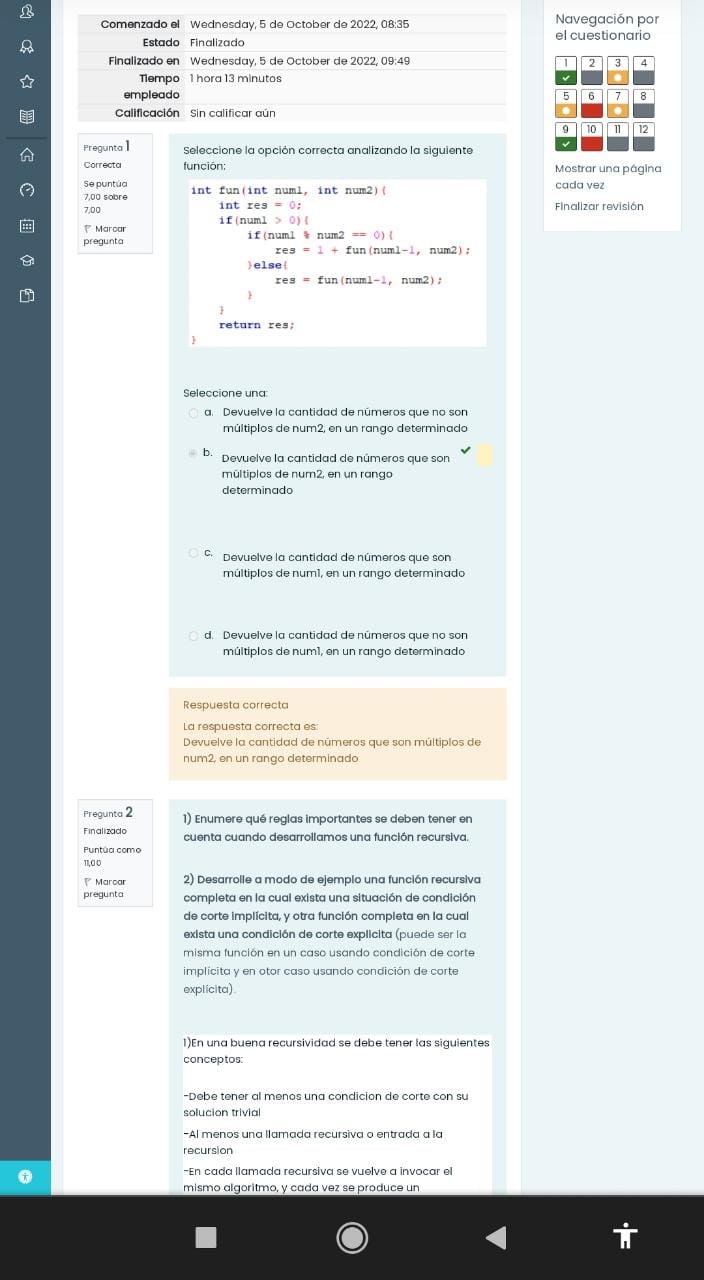 Comenzado el Wednesday, 5 de October de 2022, 08:35
Estado Finalizado
Finalizado en Wednesday, 5 de October de 2022, 09:49
Tiempo empleado 1 hora 13 minutos
Calificación Sin calificar aún
Pregunta 1
Correcta
Se puntúa
7,00 sobre
7,00
Marcar
pregunta
Seleccione la opción correcta analizando la siguiente
función:
int fun(int num1, int num2){
int res = 0;
if(num1 > 0){
if(num1 % num2 == 0){
res = 1 + fun(num1-1, num2);
}else{
res = fun(num1-1, num2);
}
}
return res;
}
Seleccione una:
a. Devuelve la cantidad de números que no son
múltiplos de num2, en un rango determinado
b. Devuelve la cantidad de números que son
múltiplos de num2, en un rango
determinado
c. Devuelve la cantidad de números que son
múltiplos de num1, en un rango determinado
d. Devuelve la cantidad de números que no son
múltiplos de num1, en un rango determinado
Respuesta correcta
La respuesta correcta es:
Devuelve la cantidad de números que son múltiplos de
num2, en un rango determinado
Pregunta 2
Finalizado
Puntúa como
11,00
Marcar
pregunta
1) Enumere qué reglas importantes se deben tener en
cuenta cuando desarrollamos una función recursiva.
2) Desarrolle a modo de ejemplo una función recursiva
completa en la cual exista una situación de condición
de corte implícita, y otra función completa en la cual
exista una condición de corte explicita (puede ser la
misma función en un caso usando condición de corte
implícita y en otor caso usando condición de corte
explícita).
1)En una buena recursividad se debe tener las siguientes
conceptos:
-Debe tener al menos una condicion de corte con su
solucion trivial
-Al menos una llamada recursiva o entrada a la
recursion
-En cada llamada recursiva se vuelve a invocar el
mismo algoritmo, y cada vez se produce un
Navegación por
el cuestionario
1 2 3 4
5 6 7 8
9 10 11 12
Mostrar una página
cada vez
Finalizar revisión